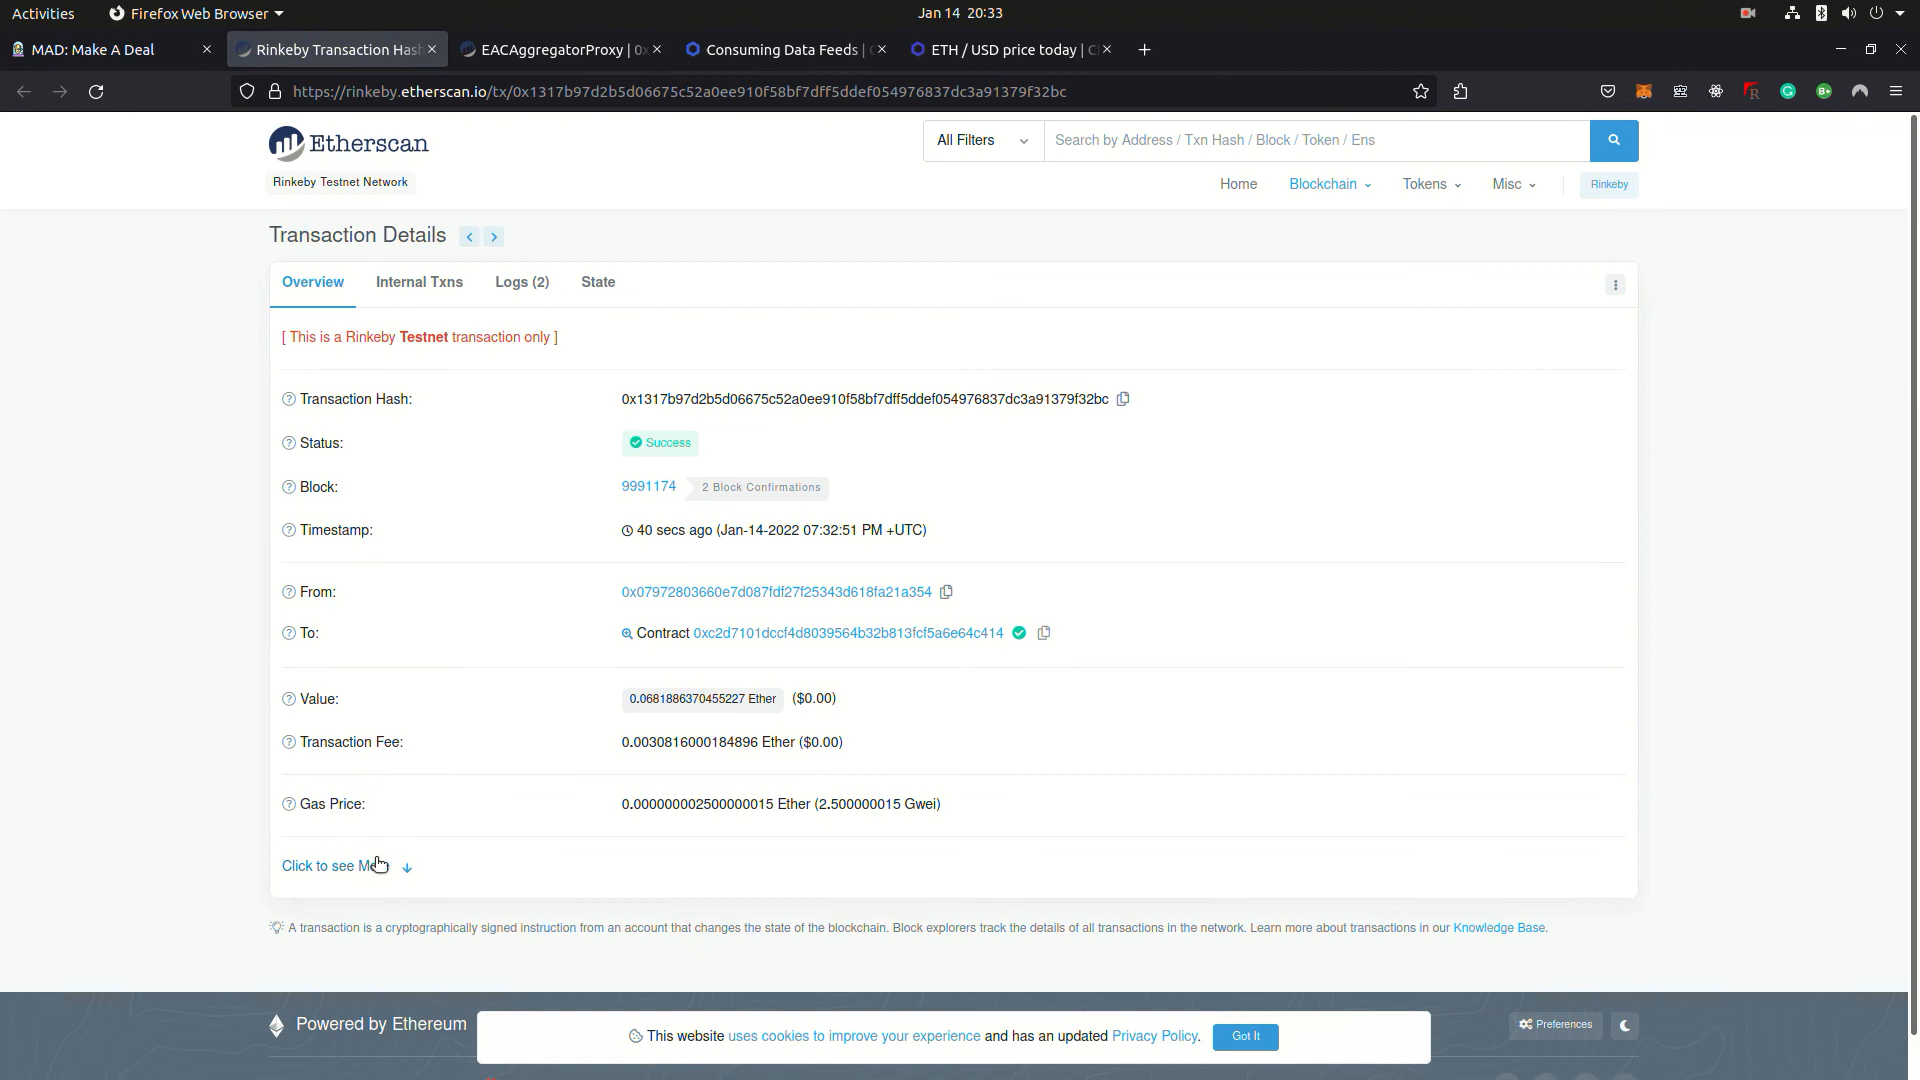 Activities Firefox Web Browser Jan 14 20:33
MAD: Make A Deal Rinkeby Transaction Hash EACAggregatorProxy | 0x Consuming Data Feeds | ETH / USD price today |
https://rinkeby.etherscan.io/tx/0x1317b97d2b5d06675c52a0ee910f58bf7dff5ddef054976837dc3a91379f32bc
Etherscan
All Filters Search by Address / Txn Hash / Block / Token / Ens
Rinkeby Testnet Network
Home Blockchain Tokens Misc Rinkeby
Transaction Details
Overview Internal Txns Logs (2) State
[ This is a Rinkeby Testnet transaction only ]
Transaction Hash: 0x1317b97d2b5d06675c52a0ee910f58bf7dff5ddef054976837dc3a91379f32bc
Status: Success
Block: 9991174 2 Block Confirmations
Timestamp: 40 secs ago (Jan-14-2022 07:32:51 PM +UTC)
From: 0x07972803660e7d087fdf27f25343d618fa21a354
To: Contract 0xc2d7101dccf4d8039564b32b813fcf5a6e64c414
Value: 0.0681886370455227 Ether ($0.00)
Transaction Fee: 0.0030816000184896 Ether ($0.00)
Gas Price: 0.000000002500000015 Ether (2.500000015 Gwei)
Click to see
A transaction is a cryptographically signed instruction from an account that changes the state of the blockchain. Block explorers track the details of all transactions in the network. Learn more about transactions in our Knowledge Base.
Powered by Ethereum
This website uses cookies to improve your experience and has an updated Privacy Policy. Got It
Preferences